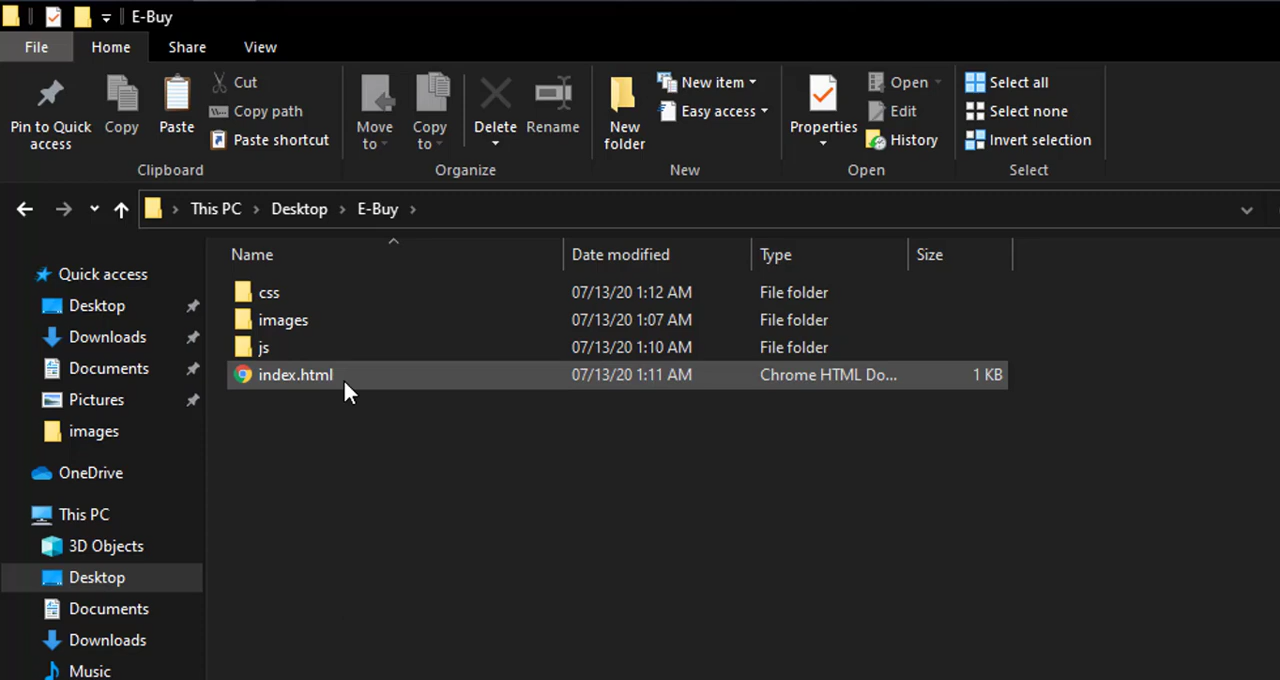 E-Buy
File Home Share View
Pin to Quick access
Copy
Paste
Cut
Copy path
Paste shortcut
Clipboard
Move to
Copy to
Delete
Rename
Organize
New folder
New item
Easy access
New
Properties
Open
Edit
History
Open
Select all
Select none
Invert selection
Select
This PC Desktop E-Buy
Quick access
Desktop
Downloads
Documents
Pictures
images
OneDrive
This PC
3D Objects
Desktop
Documents
Downloads
Music
Name Date modified Type Size
css 07/13/20 1:12 AM File folder
images 07/13/20 1:07 AM File folder
js 07/13/20 1:10 AM File folder
index.html 07/13/20 1:11 AM Chrome HTML Do... 1 KB